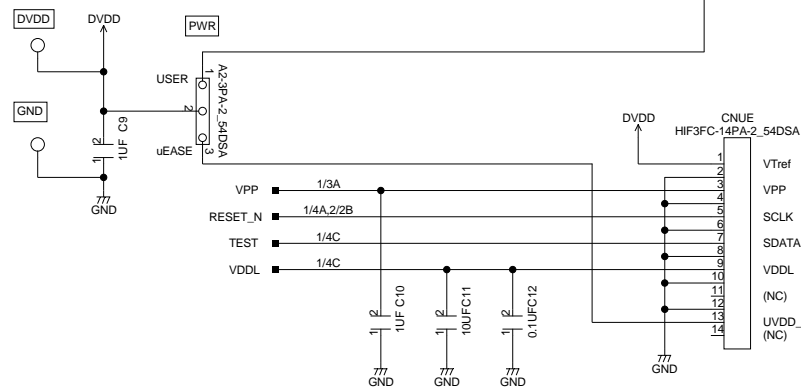 DVDD
DVDD
PWR
USER
1
2
3
A2-3PA-2_54DSA
uEASE
GND
2
1
1UF C9
GND
CNUE
HIF3FC-14PA-2_54DSA
DVDD
1
2
3
4
5
6
7
8
9
10
11
12
13
14
VTref
VPP
SCLK
SDATA
VDDL
(NC)
UVDD_
(NC)
VPP
1/3A
RESET_N
1/4A,2/2B
TEST
1/4C
VDDL
1/4C
2
1
1UF C10
2
1
10UFC11
2
1
0.1UFC12
GND
GND
GND
GND